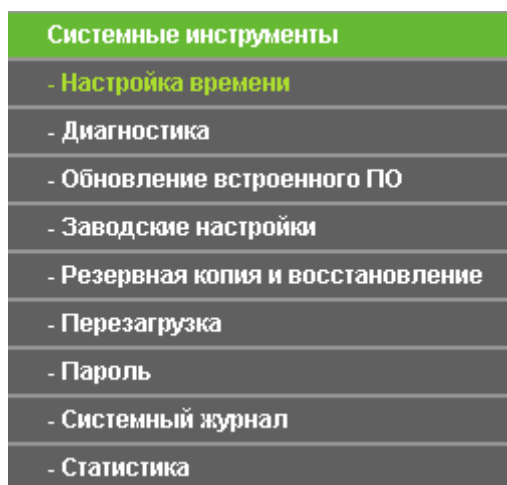 Системные инструменты
- Настройка времени
- Диагностика
- Обновление встроенного ПО
- Заводские настройки
- Резервная копия и восстановление
- Перезагрузка
- Пароль
- Системный журнал
- Статистика